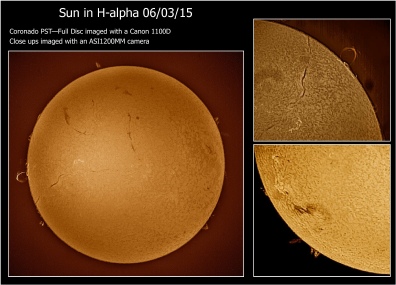 Sun in H-alpha 06/03/15
Coronado PST—Full Disc imaged with a Canon 1100D
Close ups imaged with an ASI1200MM camera